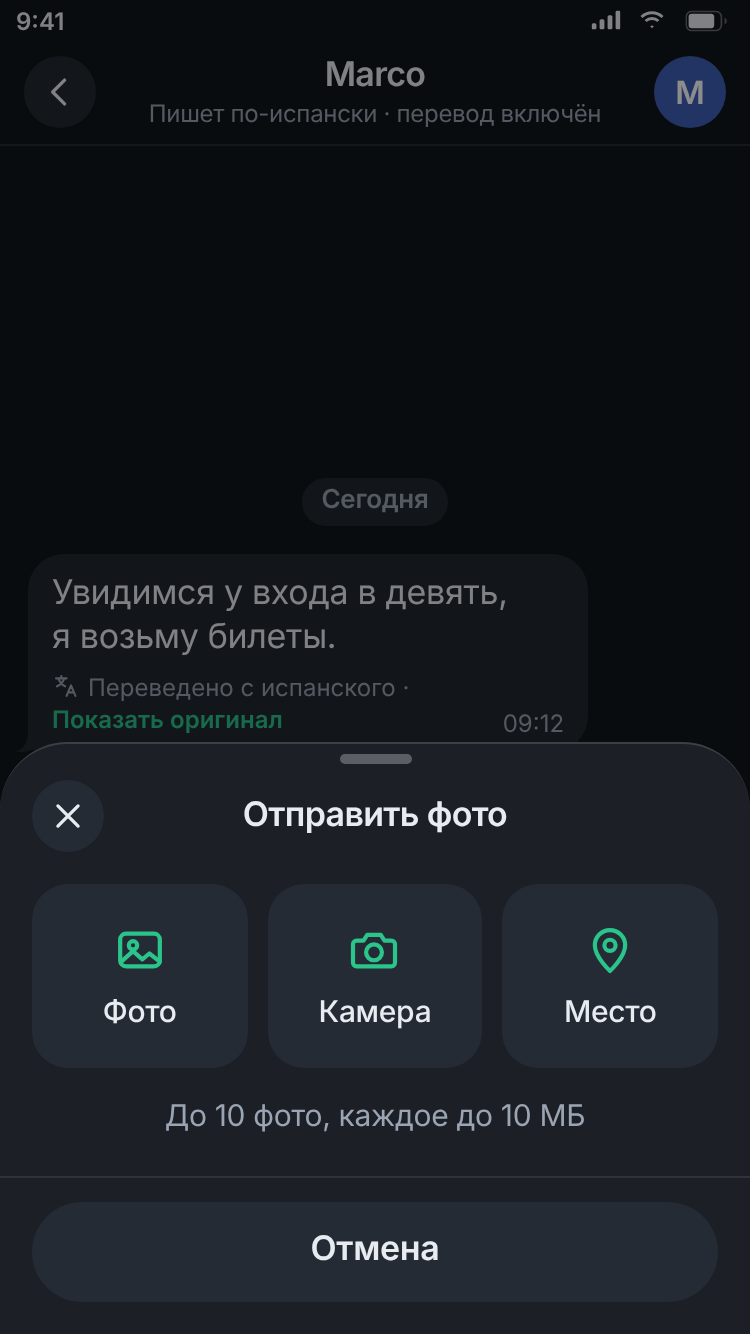 9:41
Marco
Пишет по-испански · перевод включён
M
Сегодня
Увидимся у входа в девять,
я возьму билеты.
Переведено с испанского ·
Показать оригинал
09:12
Отправить фото
Фото
Камера
Место
До 10 фото, каждое до 10 МБ
Отмена